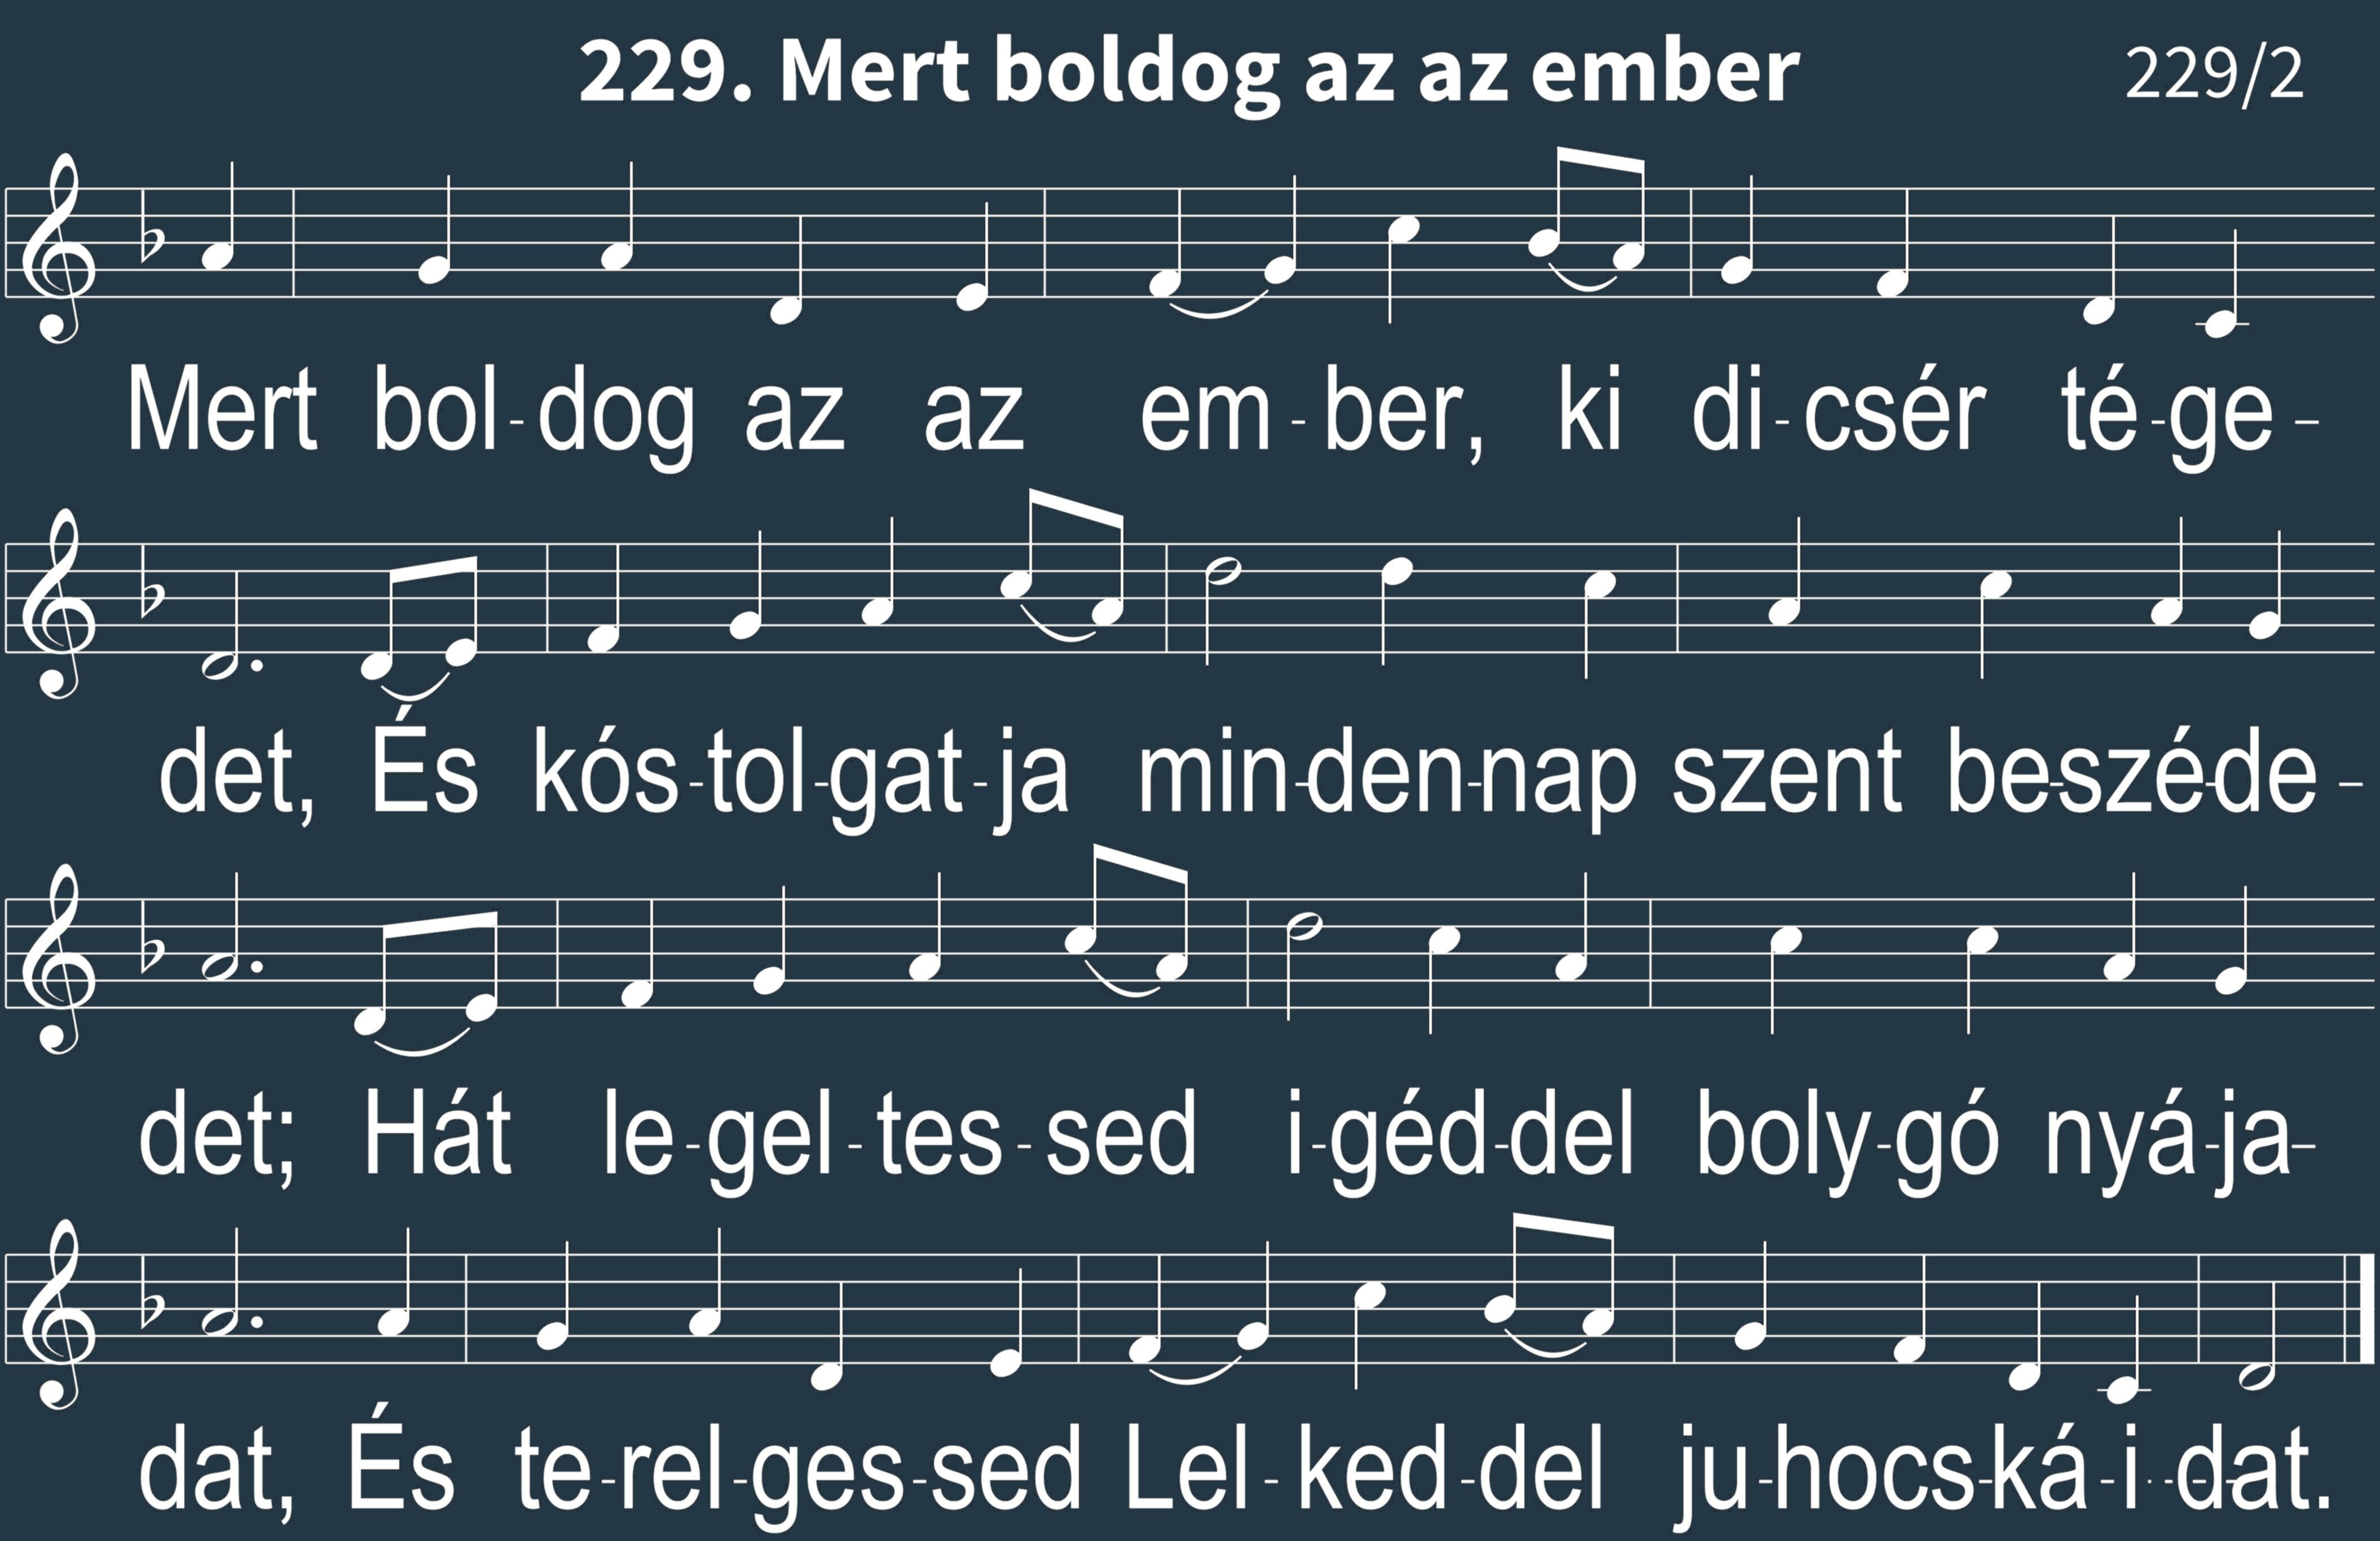 229. Mert boldog az az ember 229/2
Mert bol-dog az az em-ber, ki di-csér té-ge-
det, És kós-tol-gat-ja min-den-nap szent be-szé-de-
det; Hát le-gel-tes-sed i-géd-del boly-gó nyá-ja-
dat, És te-rel-ges-sed Lel-ked-del ju-hocs-ká-i-dat.